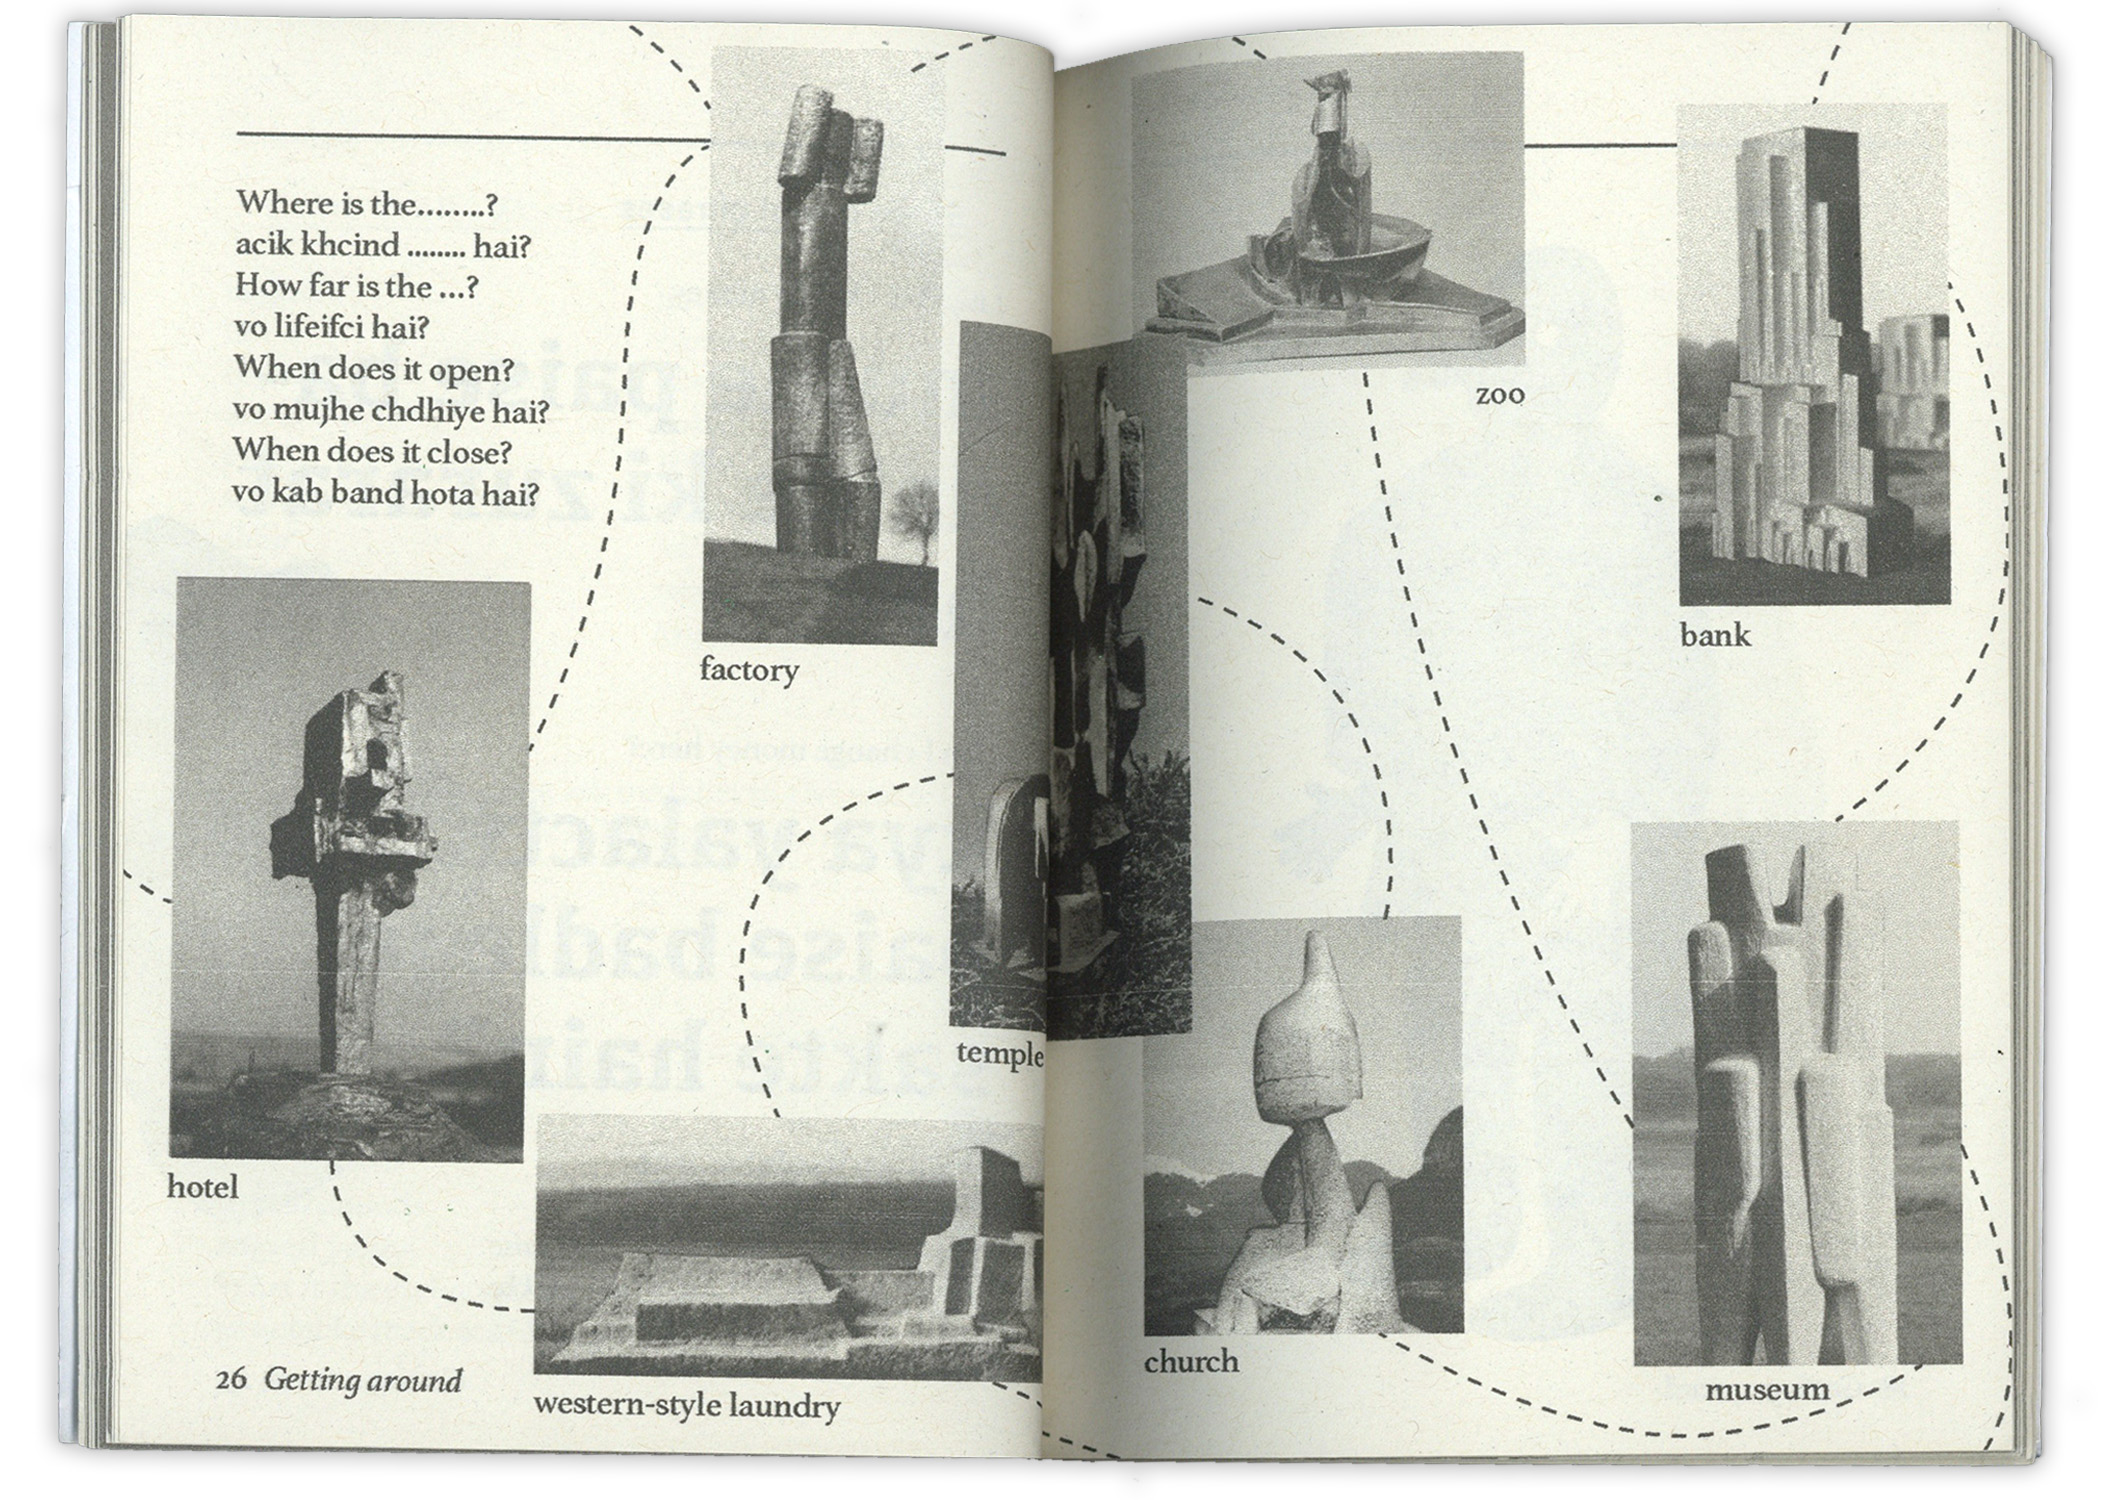 Where is the........?
acik khcind ........ hai?
How far is the ...?
vo lifeifci hai?
When does it open?
vo mujhe chdhiye hai?
When does it close?
vo kab band hota hai?
factory
hotel
temple
western-style laundry
26 Getting around
zoo
bank
church
museum